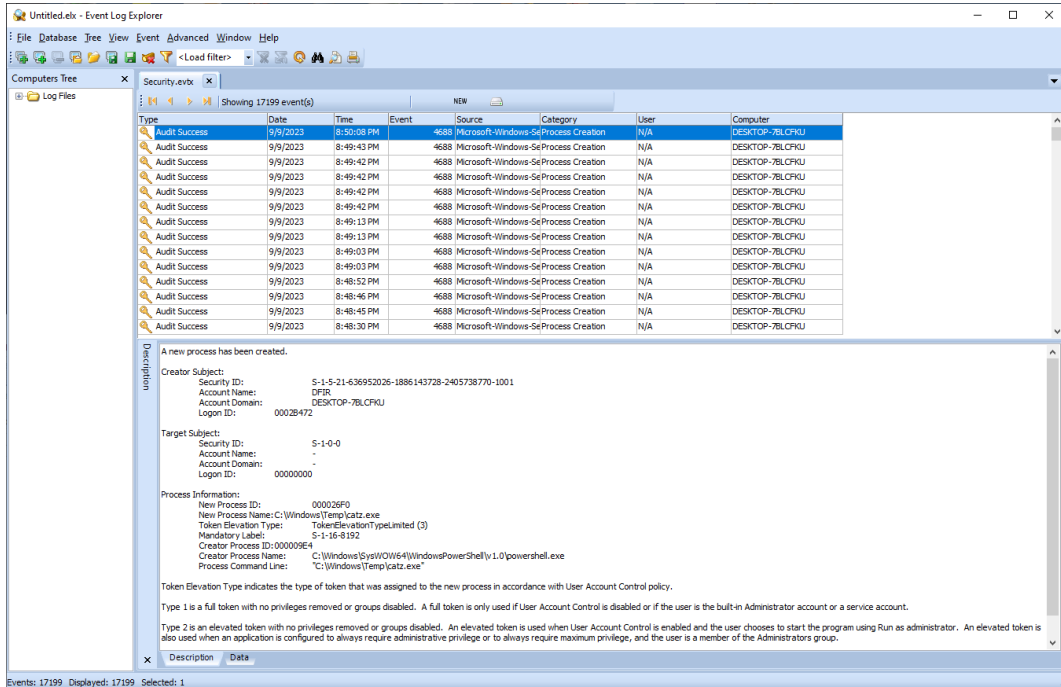 Untitled.elx - Event Log Explorer
File Database Tree View Event Advanced Window Help
<Load filter>
Computers Tree
Log Files
Security.evtx
Showing 17199 event(s) NEW
Type Date Time Event Source Category User Computer
Audit Success 9/9/2023 8:50:08 PM 4688 Microsoft-Windows-Se Process Creation N/A DESKTOP-7BLCFKU
Audit Success 9/9/2023 8:49:43 PM 4688 Microsoft-Windows-Se Process Creation N/A DESKTOP-7BLCFKU
Audit Success 9/9/2023 8:49:42 PM 4688 Microsoft-Windows-Se Process Creation N/A DESKTOP-7BLCFKU
Audit Success 9/9/2023 8:49:42 PM 4688 Microsoft-Windows-Se Process Creation N/A DESKTOP-7BLCFKU
Audit Success 9/9/2023 8:49:42 PM 4688 Microsoft-Windows-Se Process Creation N/A DESKTOP-7BLCFKU
Audit Success 9/9/2023 8:49:42 PM 4688 Microsoft-Windows-Se Process Creation N/A DESKTOP-7BLCFKU
Audit Success 9/9/2023 8:49:13 PM 4688 Microsoft-Windows-Se Process Creation N/A DESKTOP-7BLCFKU
Audit Success 9/9/2023 8:49:13 PM 4688 Microsoft-Windows-Se Process Creation N/A DESKTOP-7BLCFKU
Audit Success 9/9/2023 8:49:03 PM 4688 Microsoft-Windows-Se Process Creation N/A DESKTOP-7BLCFKU
Audit Success 9/9/2023 8:49:03 PM 4688 Microsoft-Windows-Se Process Creation N/A DESKTOP-7BLCFKU
Audit Success 9/9/2023 8:48:52 PM 4688 Microsoft-Windows-Se Process Creation N/A DESKTOP-7BLCFKU
Audit Success 9/9/2023 8:48:46 PM 4688 Microsoft-Windows-Se Process Creation N/A DESKTOP-7BLCFKU
Audit Success 9/9/2023 8:48:45 PM 4688 Microsoft-Windows-Se Process Creation N/A DESKTOP-7BLCFKU
Audit Success 9/9/2023 8:48:30 PM 4688 Microsoft-Windows-Se Process Creation N/A DESKTOP-7BLCFKU
Description
A new process has been created.
Creator Subject:
Security ID: S-1-5-21-636952026-1886143728-2405738770-1001
Account Name: DFIR
Account Domain: DESKTOP-7BLCFKU
Logon ID: 0002B472
Target Subject:
Security ID: S-1-0-0
Account Name: -
Account Domain: -
Logon ID: 00000000
Process Information:
New Process ID: 000026F0
New Process Name: C:\Windows\Temp\catz.exe
Token Elevation Type: TokenElevationTypeLimited (3)
Mandatory Label: S-1-16-8192
Creator Process ID: 000009E4
Creator Process Name: C:\Windows\SysWOW64\WindowsPowerShell\v1.0\powershell.exe
Process Command Line: "C:\Windows\Temp\catz.exe"
Token Elevation Type indicates the type of token that was assigned to the new process in accordance with User Account Control policy.
Type 1 is a full token with no privileges removed or groups disabled. A full token is only used if User Account Control is disabled or if the user is the built-in Administrator account or a service account.
Type 2 is an elevated token with no privileges removed or groups disabled. An elevated token is used when User Account Control is enabled and the user chooses to start the program using Run as administrator. An elevated token is
also used when an application is configured to always require administrative privilege or to always require maximum privilege, and the user is a member of the Administrators group.
Description Data
Events: 17199 Displayed: 17199 Selected: 1